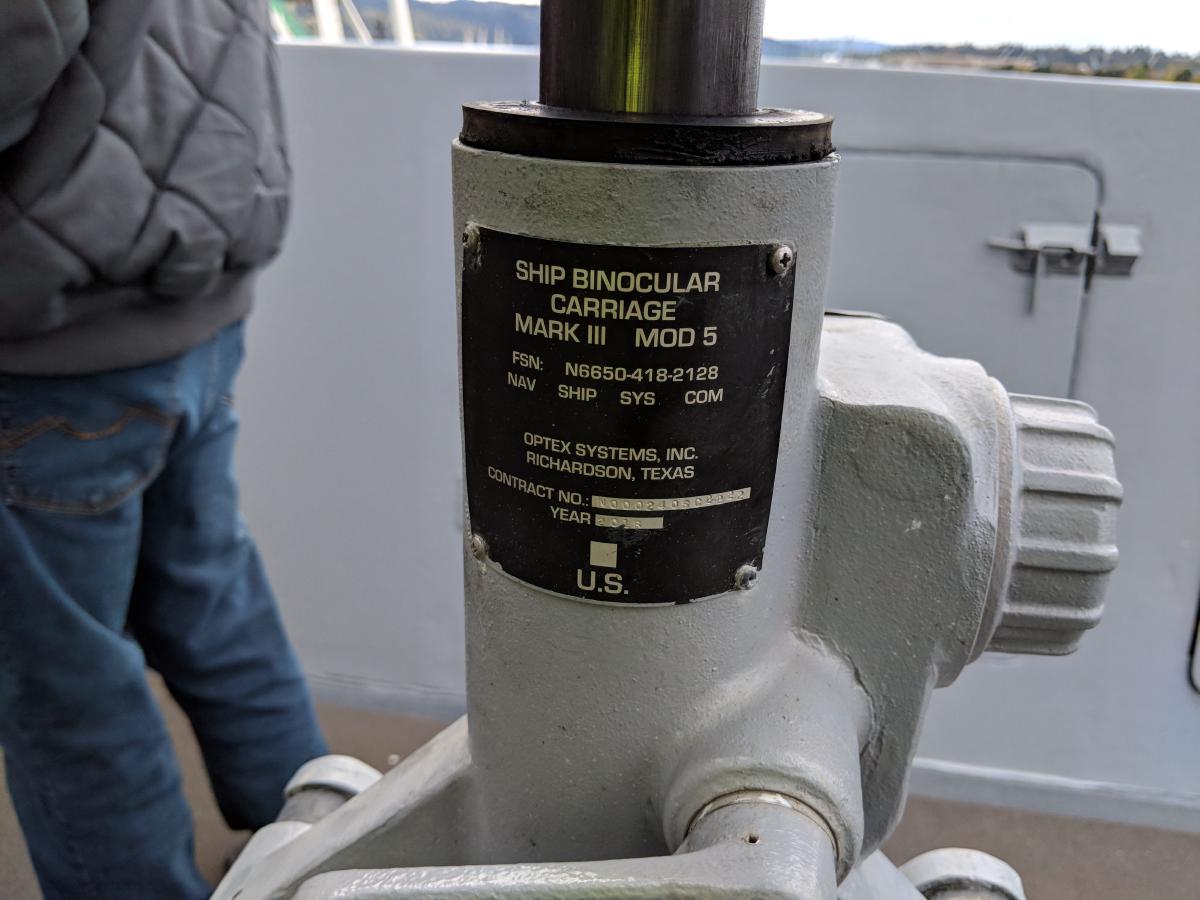 SHIP BINOCULAR
CARRIAGE
MARK III MOD 5
FSN: N6650-418-2128
NAV SHIP SYS COM
OPTEX SYSTEMS, INC.
RICHARDSON, TEXAS
CONTRACT NO.:
YEAR
U.S.